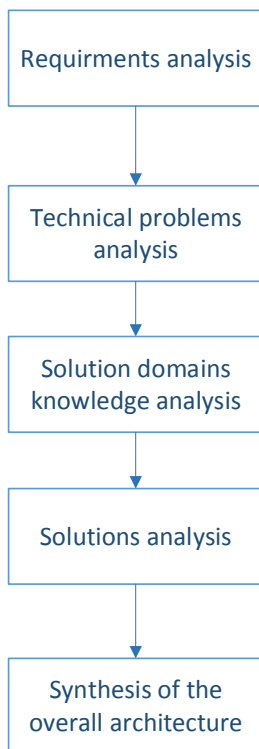 Requirments analysis
Technical problems
analysis
Solution domains
knowledge analysis
Solutions analysis
Synthesis of the
overall architecture